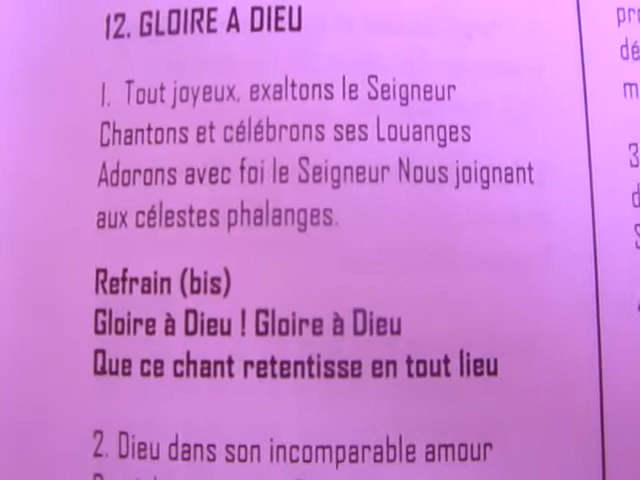 12. GLOIRE A DIEU
1. Tout joyeux, exaltons le Seigneur
Chantons et célébrons ses Louanges
Adorons avec foi le Seigneur Nous joignant
aux célestes phalanges.
Refrain (bis)
Gloire à Dieu ! Gloire à Dieu
Que ce chant retentisse en tout lieu
2. Dieu dans son incomparable amour